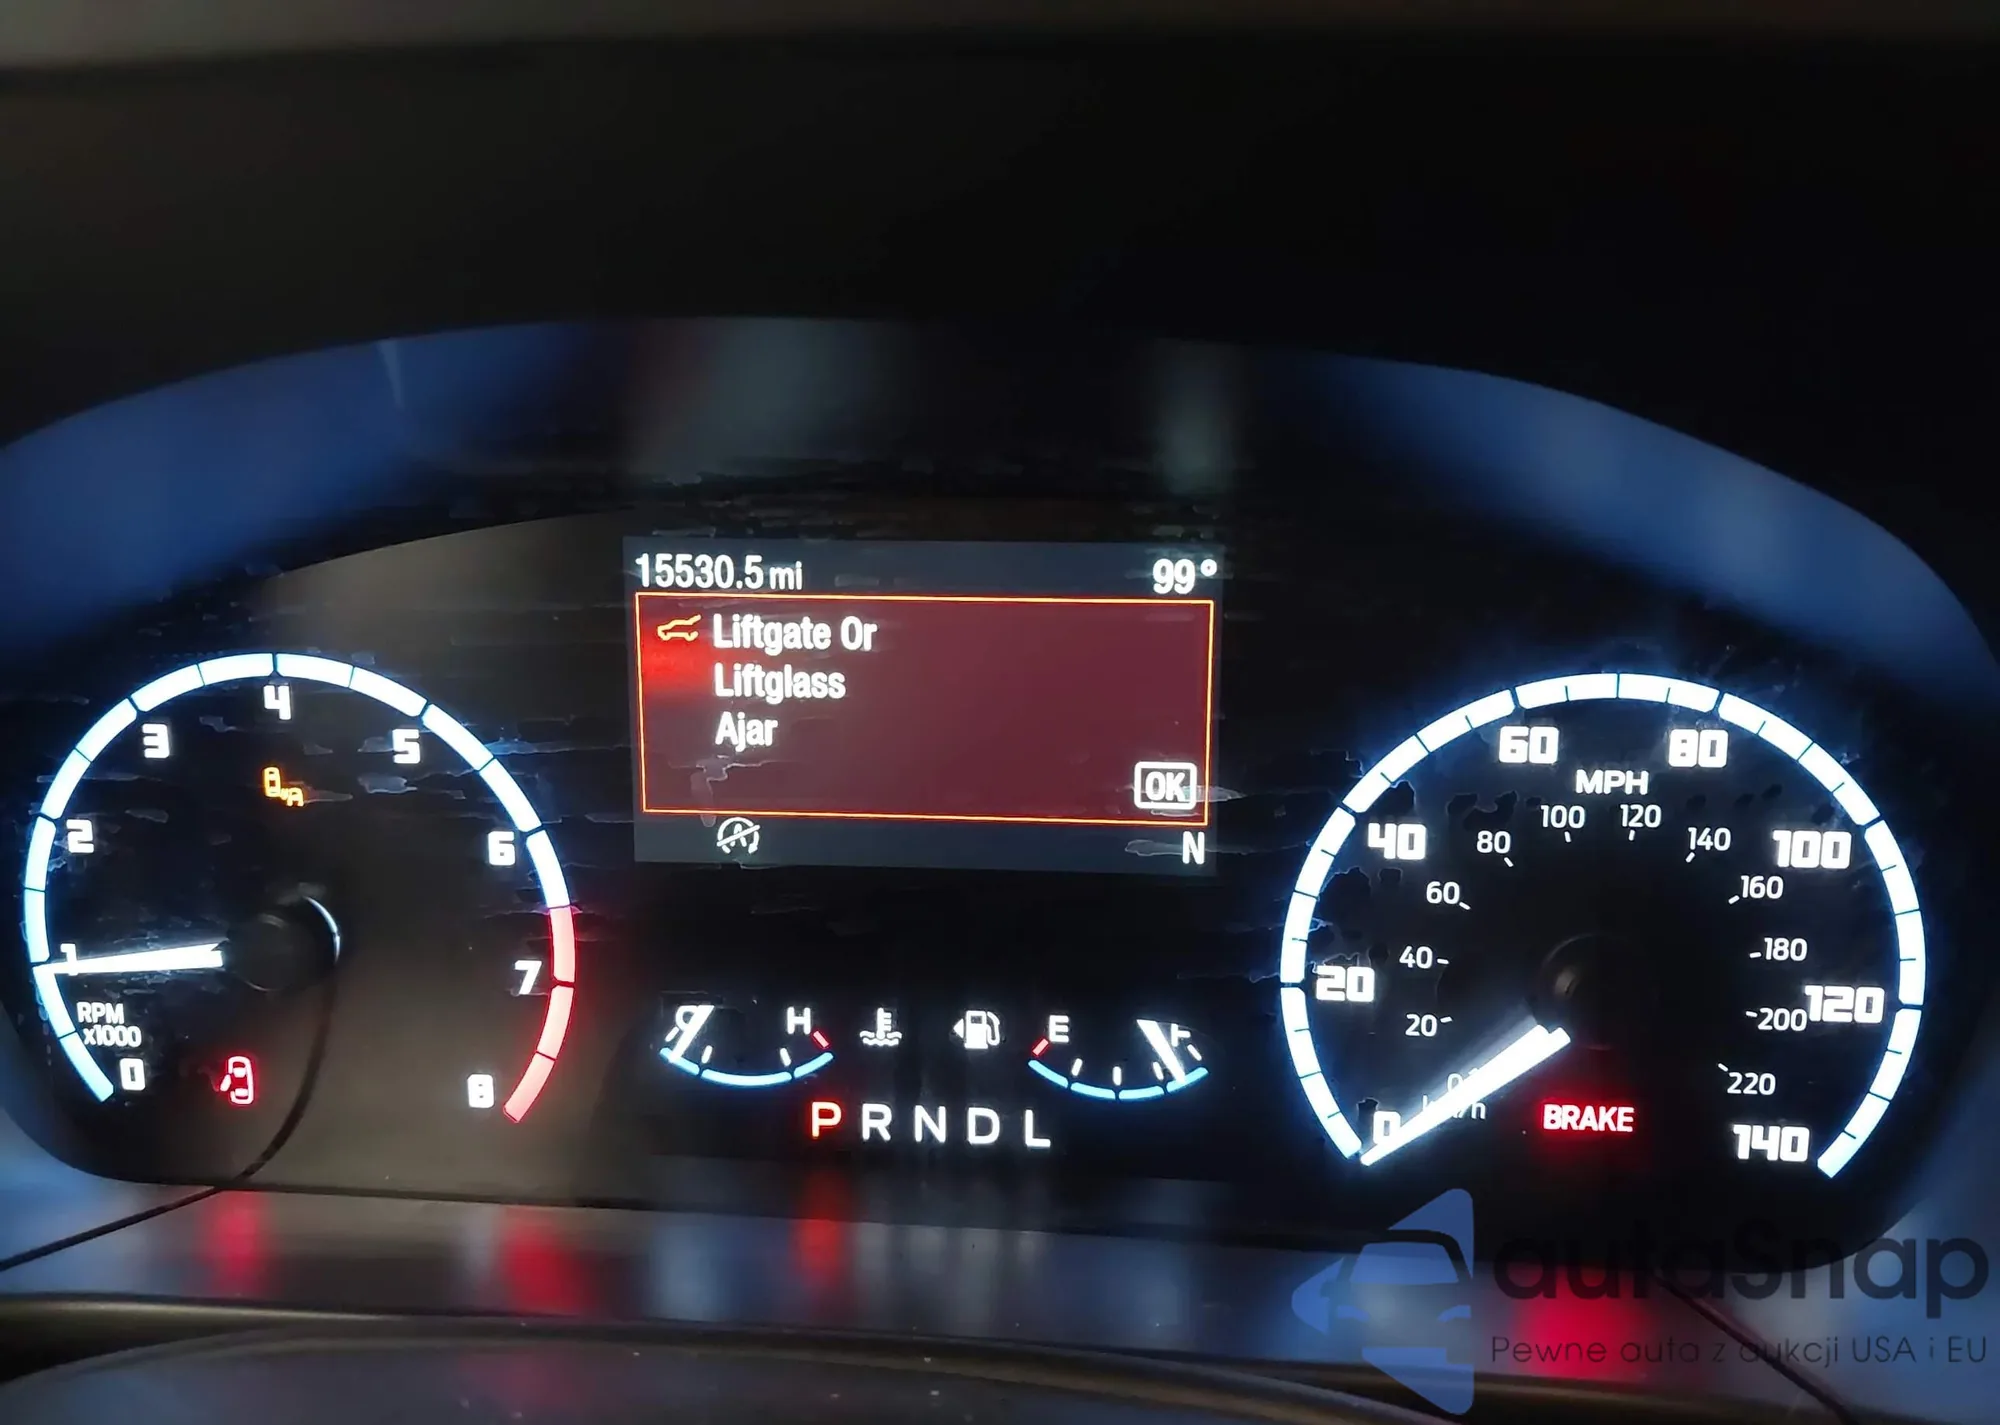 15530.5 mi 99°
Liftgate Or
Liftglass
Ajar
OK
N
0 1 2 3 4 5 6 7 8
RPM
x1000
C H E F
P R N D L
0 20 40 60 80 100 120 140
MPH
20 40 60 80 100 120 140 160 180 200 220
BRAKE
autaSnap
Pewne auta z aukcji USA i EU